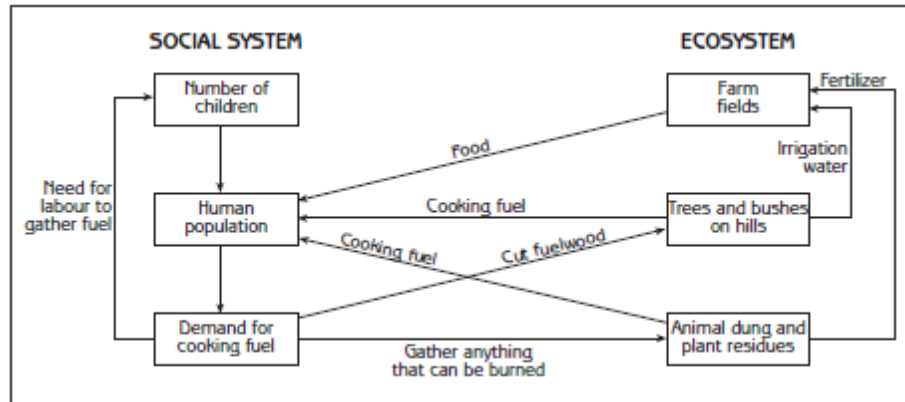 SOCIAL SYSTEM
ECOSYSTEM
Number of
children
Farm
fields
Fertilizer
Food
Irrigation
water
Need for
labour to
gather fuel
Human
population
Cooking fuel
Trees and bushes
on hills
Cooking fuel
Cut fuelwood
Demand for
cooking fuel
Gather anything
that can be burned
Animal dung and
plant residues